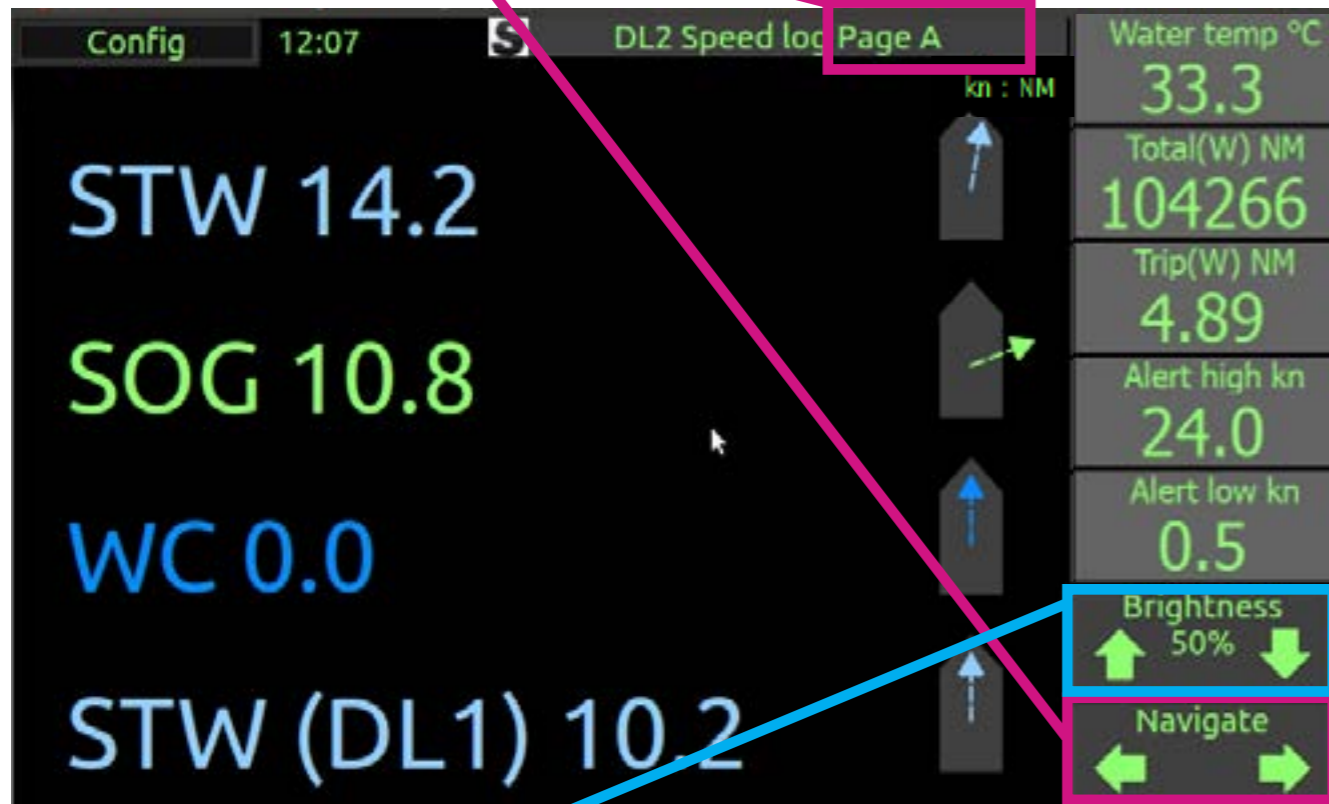 Config 12:07 S DL2 Speed log Page A
kn : NM
STW 14.2
SOG 10.8
WC 0.0
STW (DL1) 10.2
Water temp °C
33.3
Total(W) NM
104266
Trip(W) NM
4.89
Alert high kn
24.0
Alert low kn
0.5
Brightness
50%
Navigate